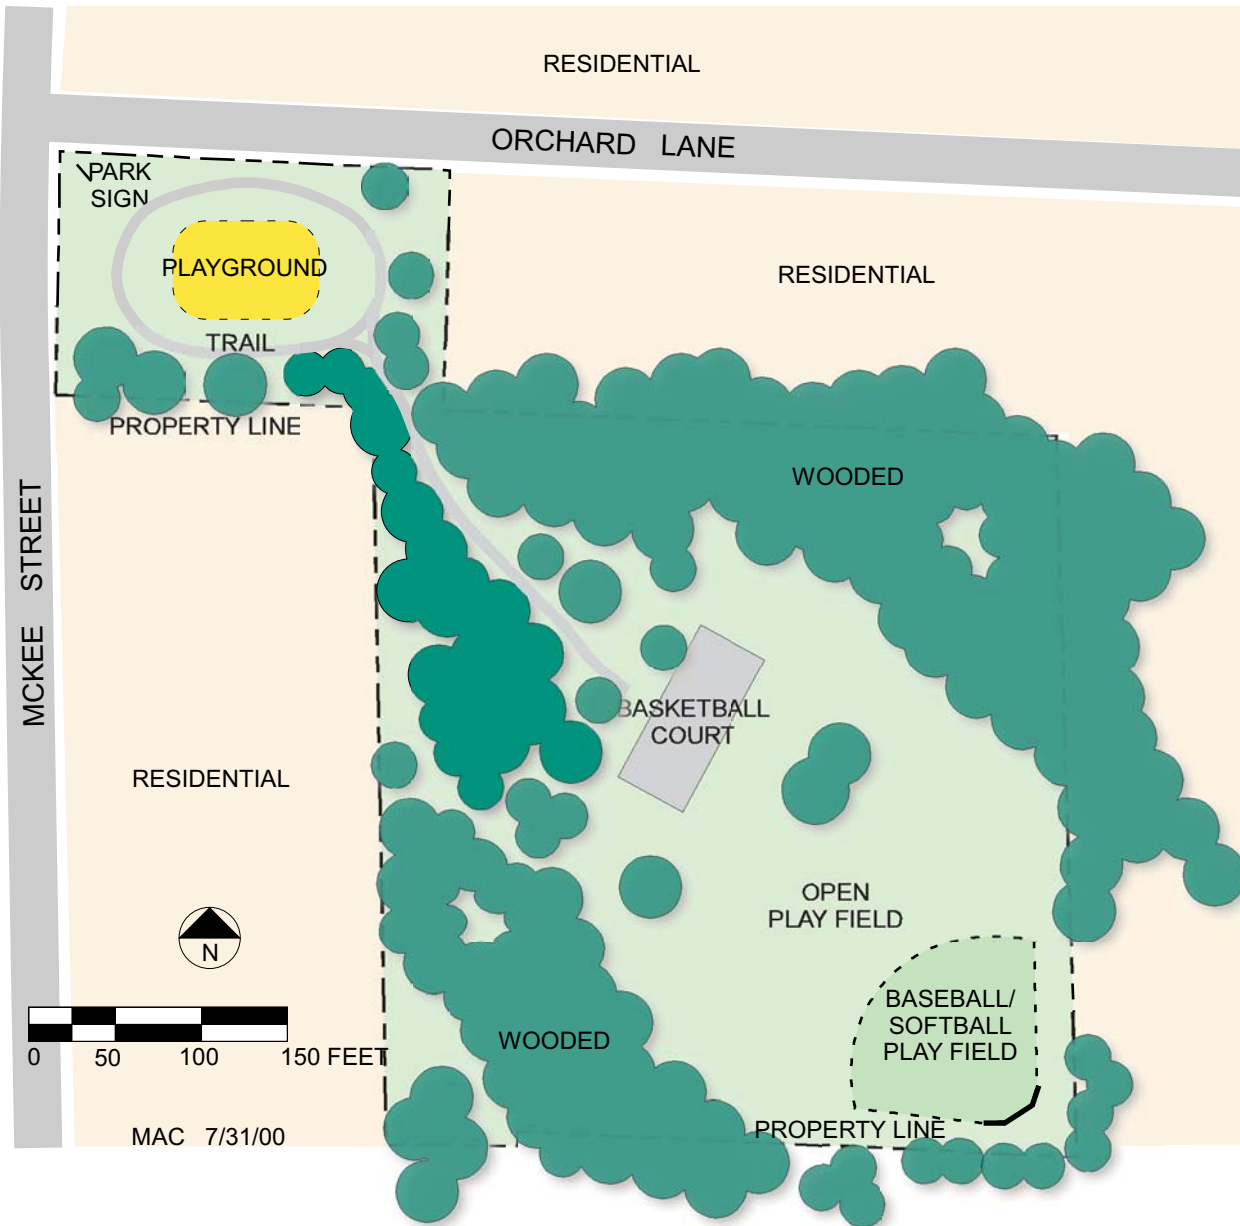 RESIDENTIAL
ORCHARD LANE
PARK
SIGN
PLAYGROUND
RESIDENTIAL
TRAIL
PROPERTY LINE
WOODED
MCKEE STREET
BASKETBALL
COURT
RESIDENTIAL
OPEN
PLAY FIELD
N
BASEBALL/
SOFTBALL
PLAY FIELD
WOODED
0 50 100 150 FEET
PROPERTY LINE
MAC 7/31/00